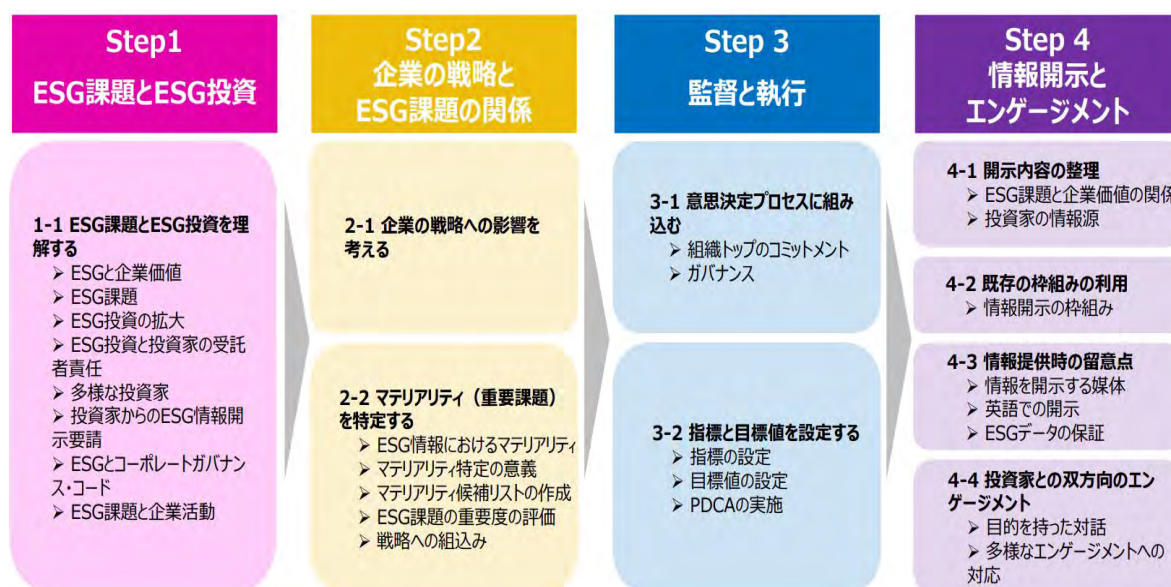 Step1
ESG課題とESG投資
1-1 ESG課題とESG投資を理
解する
➢ ESGと企業価値
➢ ESG課題
➢ ESG投資の拡大
➢ ESG投資と投資家の受託
者責任
➢ 多様な投資家
➢ 投資家からのESG情報開
示要請
➢ ESGとコーポレートガバナン
ス・コード
➢ ESG課題と企業活動
Step2
企業の戦略と
ESG課題の関係
2-1 企業の戦略への影響を
考える
2-2 マテリアリティ（重要課題）
を特定する
➢ ESG情報におけるマテリアリティ
➢ マテリアリティ特定の意義
➢ マテリアリティ候補リストの作成
➢ ESG課題の重要度の評価
➢ 戦略への組込み
Step 3
監督と執行
3-1 意思決定プロセスに組み
込む
➢ 組織トップのコミットメント
➢ ガバナンス
3-2 指標と目標値を設定する
➢ 指標の設定
➢ 目標値の設定
➢ PDCAの実施
Step 4
情報開示と
エンゲージメント
4-1 開示内容の整理
➢ ESG課題と企業価値の関係
➢ 投資家の情報源
4-2 既存の枠組みの利用
➢ 情報開示の枠組み
4-3 情報提供時の留意点
➢ 情報を開示する媒体
➢ 英語での開示
➢ ESGデータの保証
4-4 投資家との双方向のエン
ゲージメント
➢ 目的を持った対話
➢ 多様なエンゲージメントへの
対応